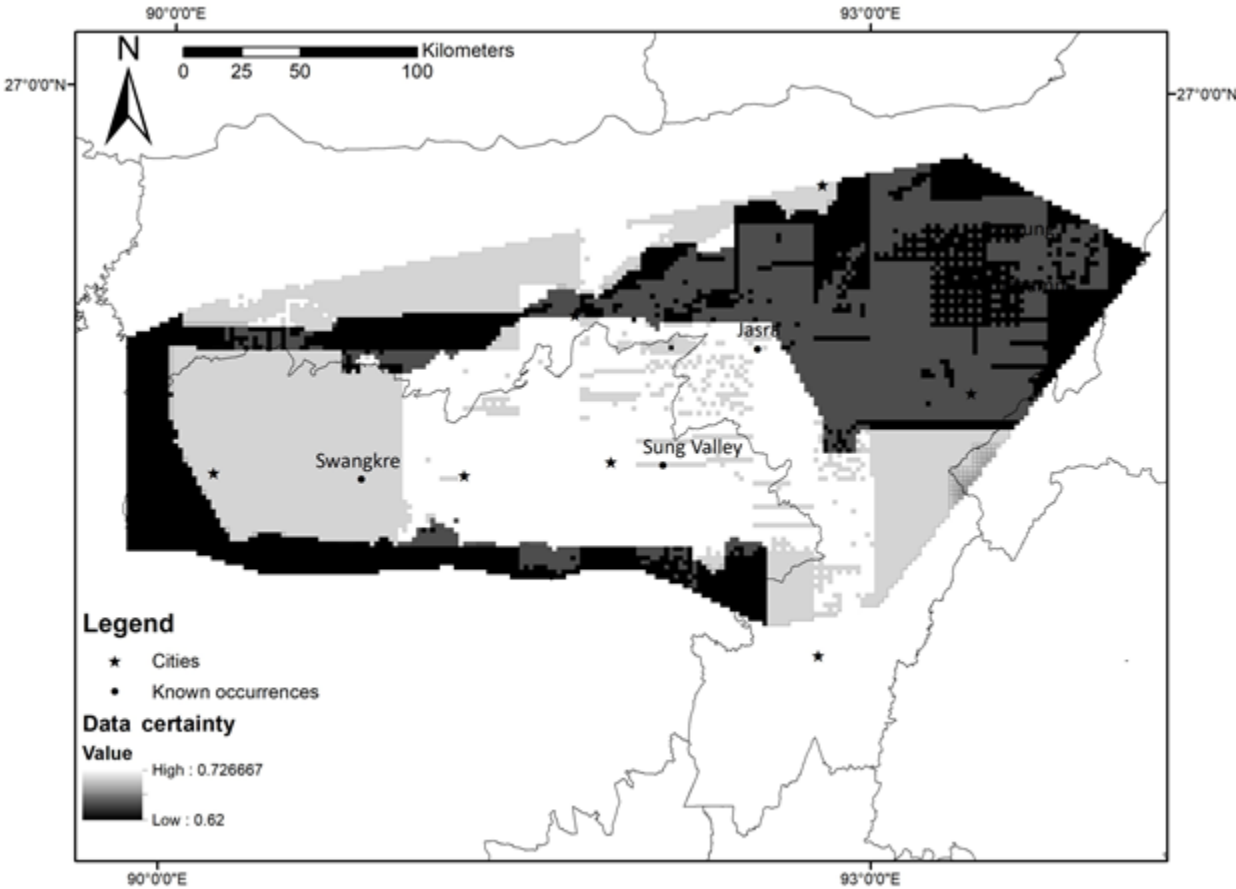 90°0'0"E 93°0'0"E
N
Kilometers
0 25 50 100
27°0'0"N 27°0'0"N
Swangkre
Sung Valley
Legend
Cities
Known occurrences
Data certainty
Value
High : 0.726667
Low : 0.62
90°0'0"E 93°0'0"E